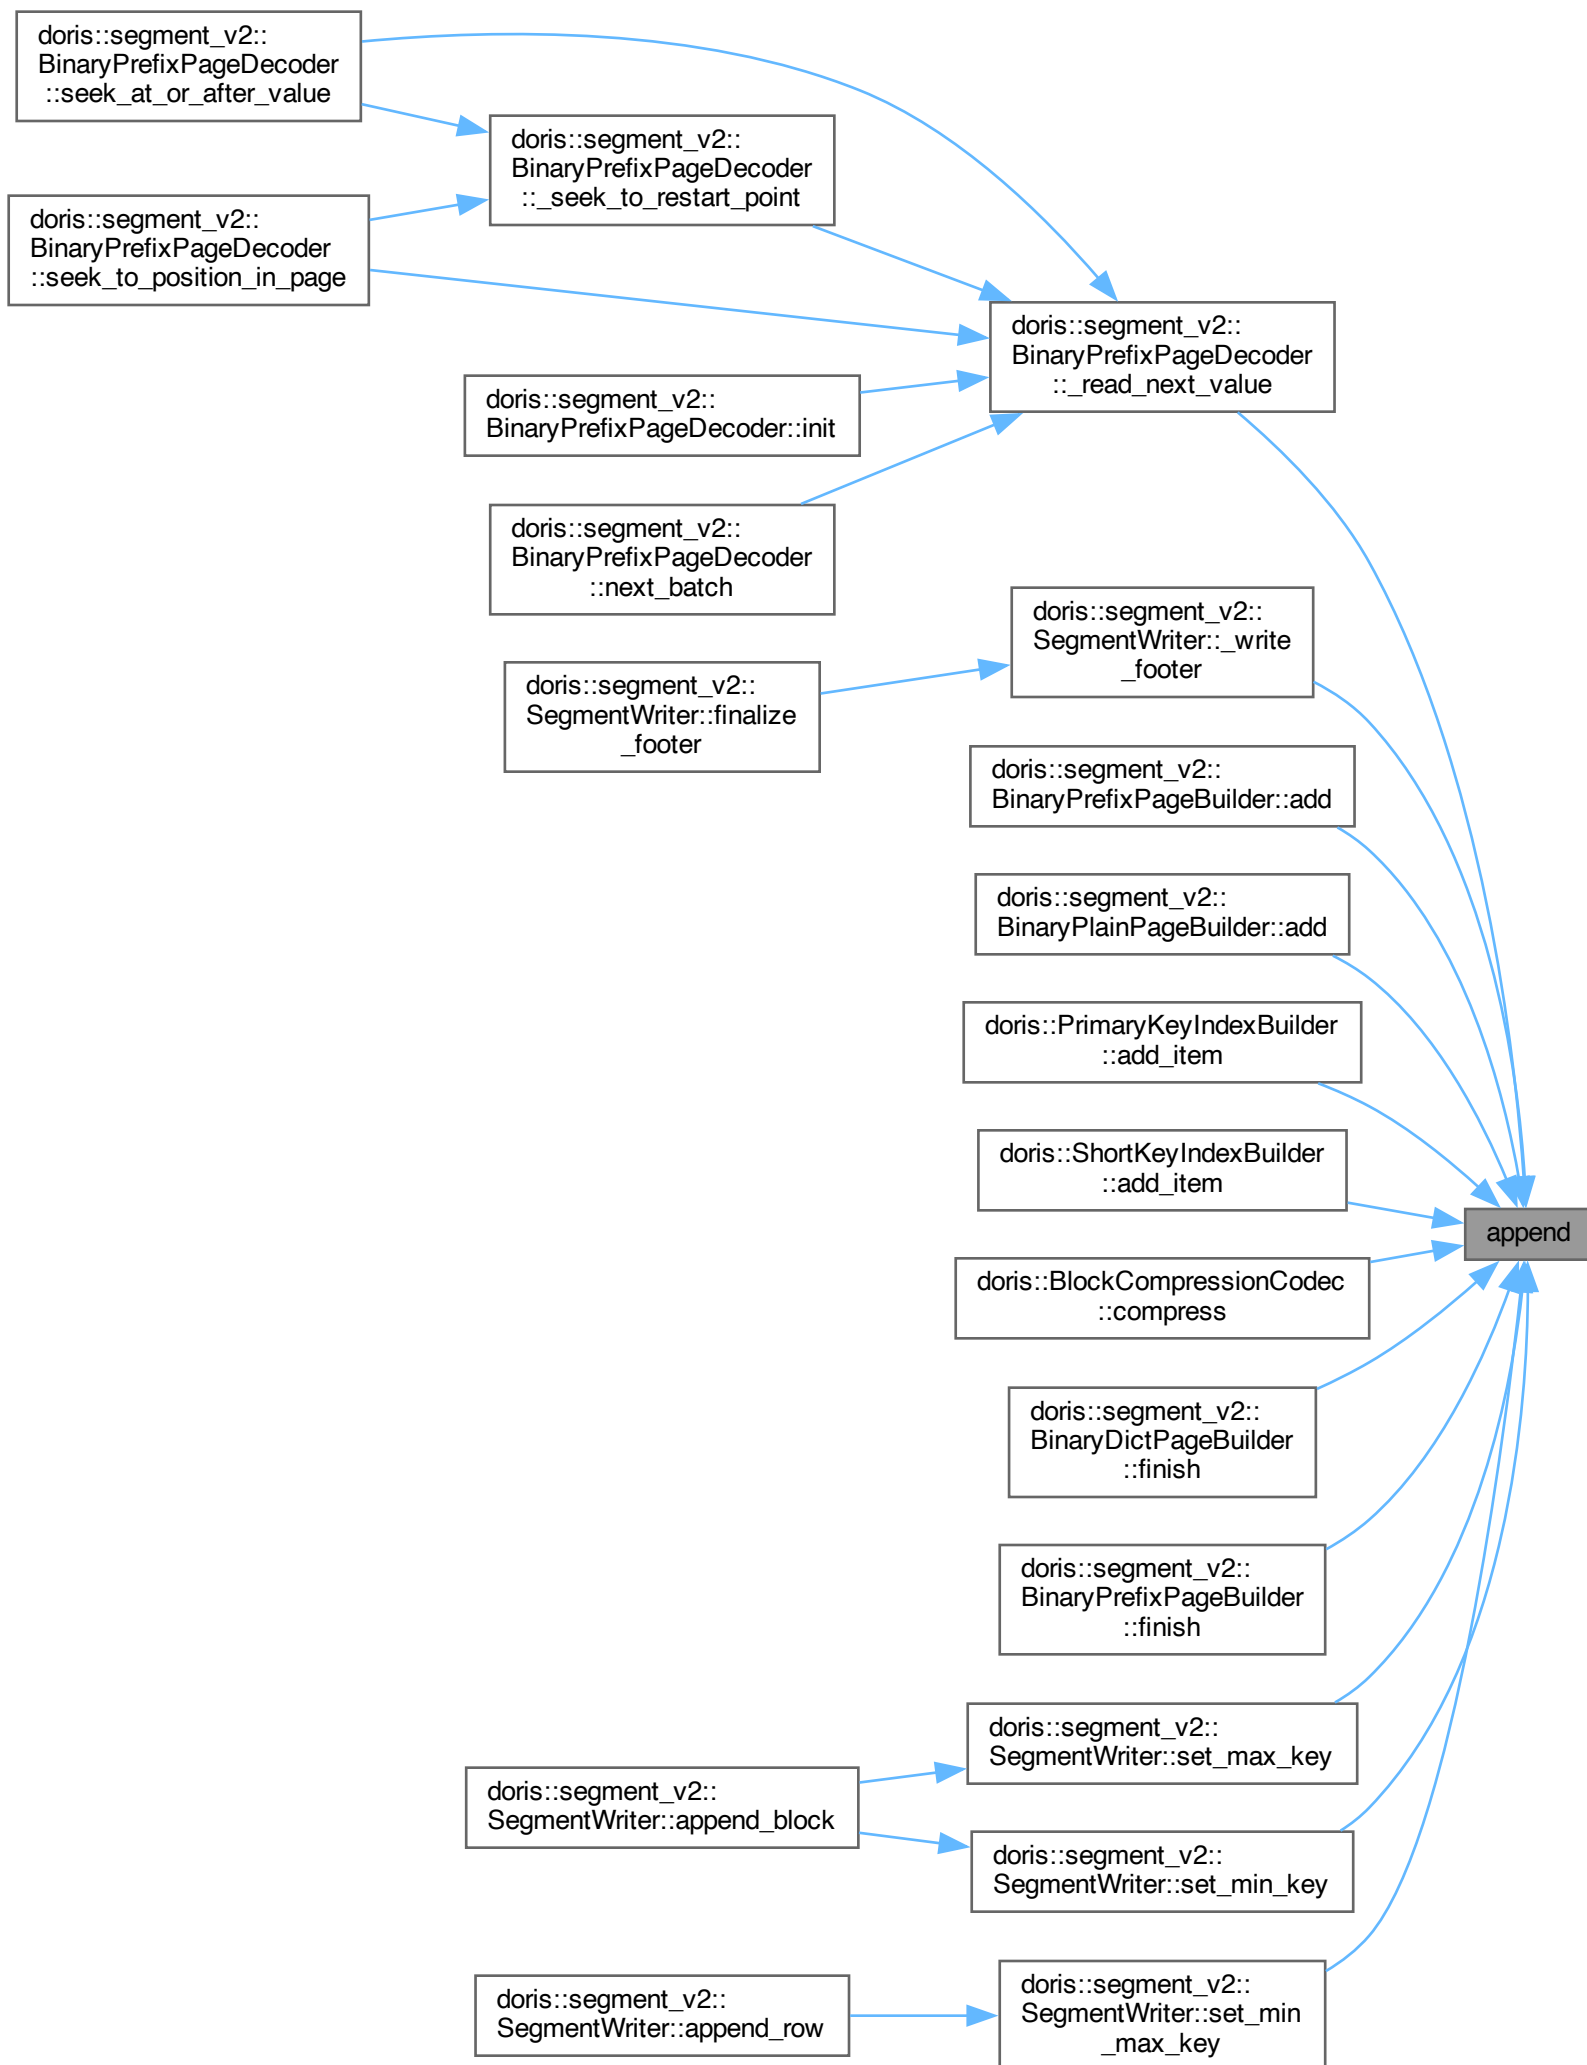 doris::segment_v2::
BinaryPrefixPageDecoder
::seek_at_or_after_value
doris::segment_v2::
BinaryPrefixPageDecoder
::_seek_to_restart_point
doris::segment_v2::
BinaryPrefixPageDecoder
::seek_to_position_in_page
doris::segment_v2::
BinaryPrefixPageDecoder
::_read_next_value
doris::segment_v2::
BinaryPrefixPageDecoder::init
doris::segment_v2::
BinaryPrefixPageDecoder
::next_batch
doris::segment_v2::
SegmentWriter::_write
_footer
doris::segment_v2::
SegmentWriter::finalize
_footer
doris::segment_v2::
BinaryPrefixPageBuilder::add
doris::segment_v2::
BinaryPlainPageBuilder::add
doris::PrimaryKeyIndexBuilder
::add_item
doris::ShortKeyIndexBuilder
::add_item
append
doris::BlockCompressionCodec
::compress
doris::segment_v2::
BinaryDictPageBuilder
::finish
doris::segment_v2::
BinaryPrefixPageBuilder
::finish
doris::segment_v2::
SegmentWriter::set_max_key
doris::segment_v2::
SegmentWriter::append_block
doris::segment_v2::
SegmentWriter::set_min_key
doris::segment_v2::
SegmentWriter::set_min
_max_key
doris::segment_v2::
SegmentWriter::append_row